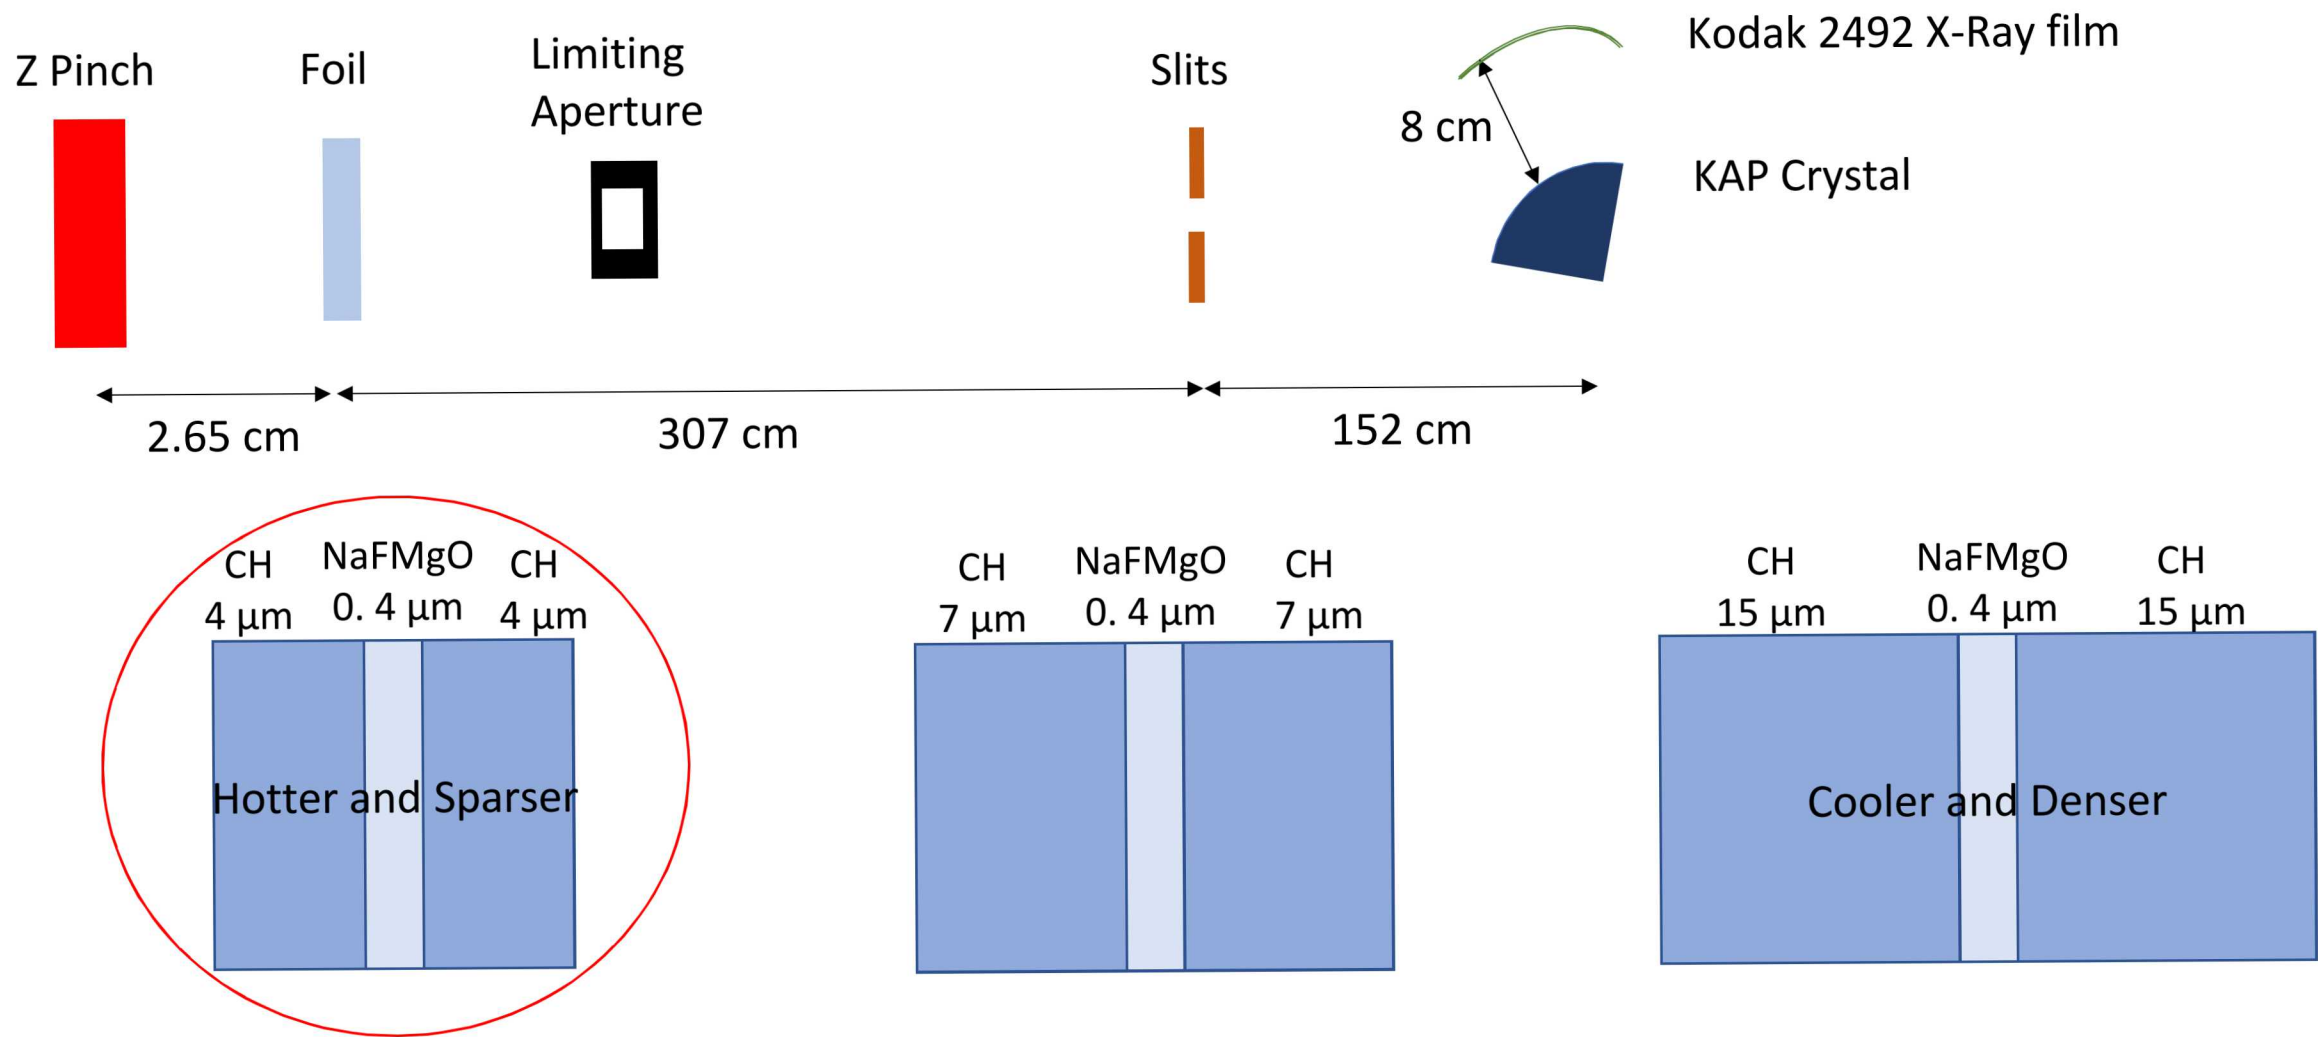 Z Pinch
Foil
Limiting
Aperture
Slits
Kodak 2492 X-Ray film
8 cm
KAP Crystal
2.65 cm
307 cm
152 cm
CH
4 µm
NaFMgO
0. 4 µm
CH
4 µm
Hotter and Sparser
CH
7 µm
NaFMgO
0. 4 µm
CH
7 µm
CH
15 µm
NaFMgO
0. 4 µm
CH
15 µm
Cooler and Denser